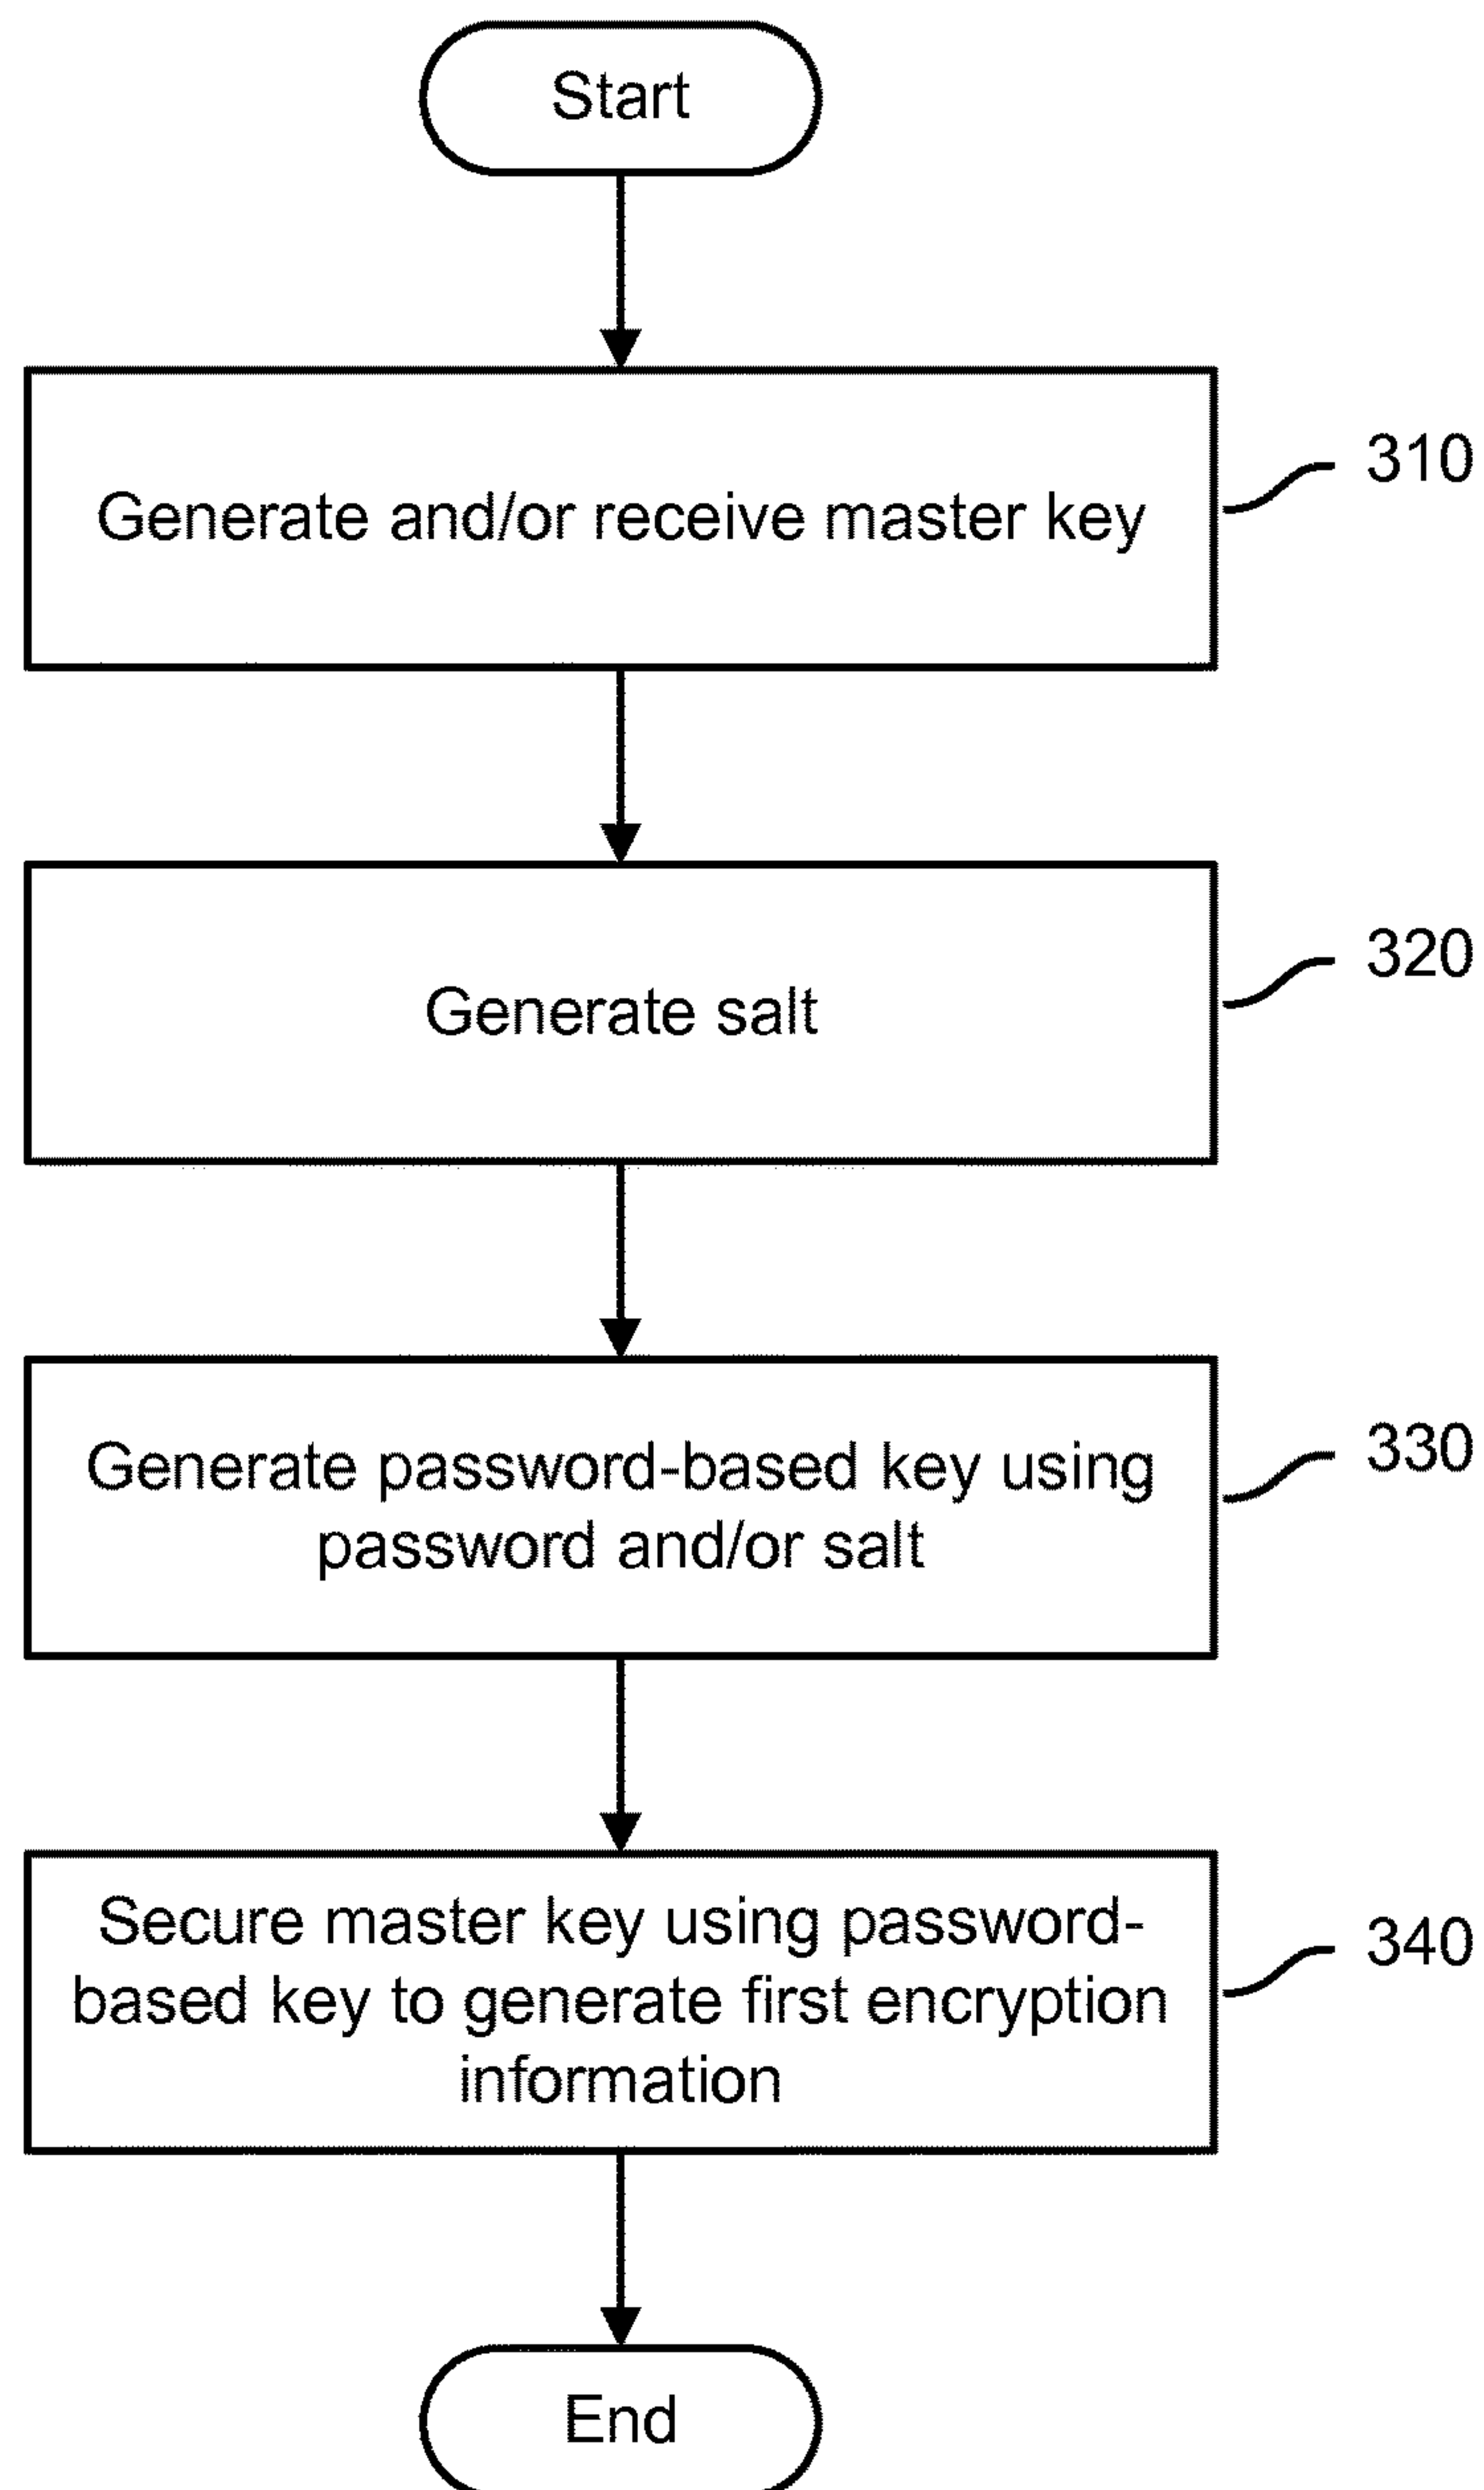 Start
Generate and/or receive master key
310
Generate salt
320
Generate password-based key using
password and/or salt
330
Secure master key using password-
based key to generate first encryption
information
340
End